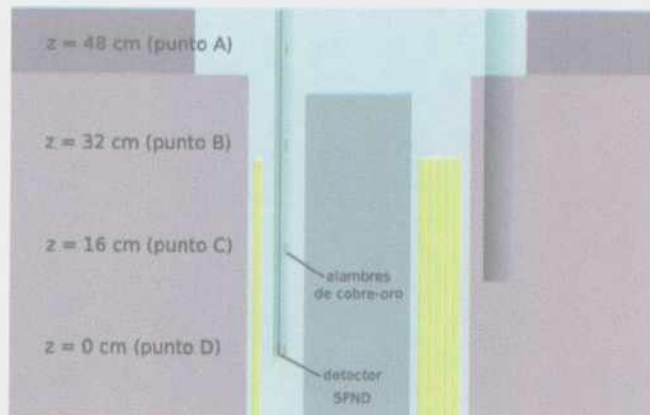 z = 48 cm (punto A)
z = 32 cm (punto B)
z = 16 cm (punto C)
alambres
de cobre-oro
z = 0 cm (punto D)
detector
SPND